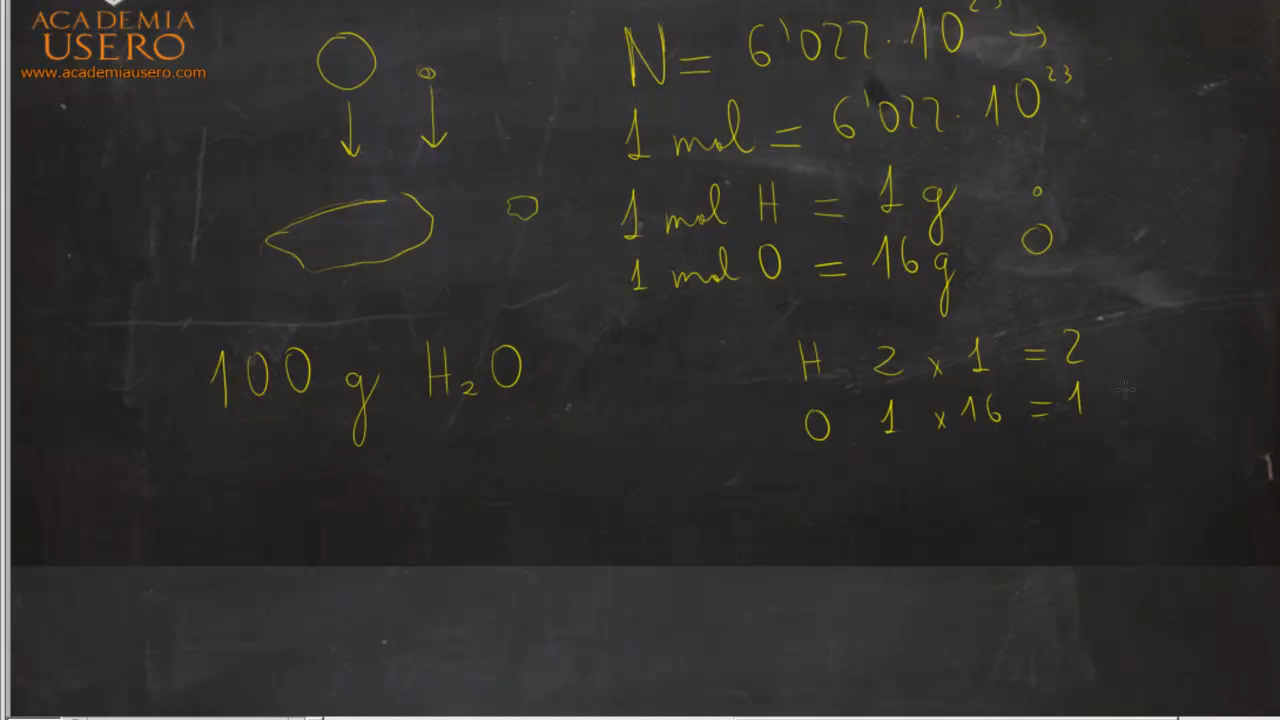 ACADEMIA
USERO
www.academiausero.com
N = 6'022 · 10²³ →
1 mol = 6'022 · 10²³
1 mol H = 1 g
1 mol O = 16 g
100 g H₂O
H 2 x 1 = 2
O 1 x 16 = 1